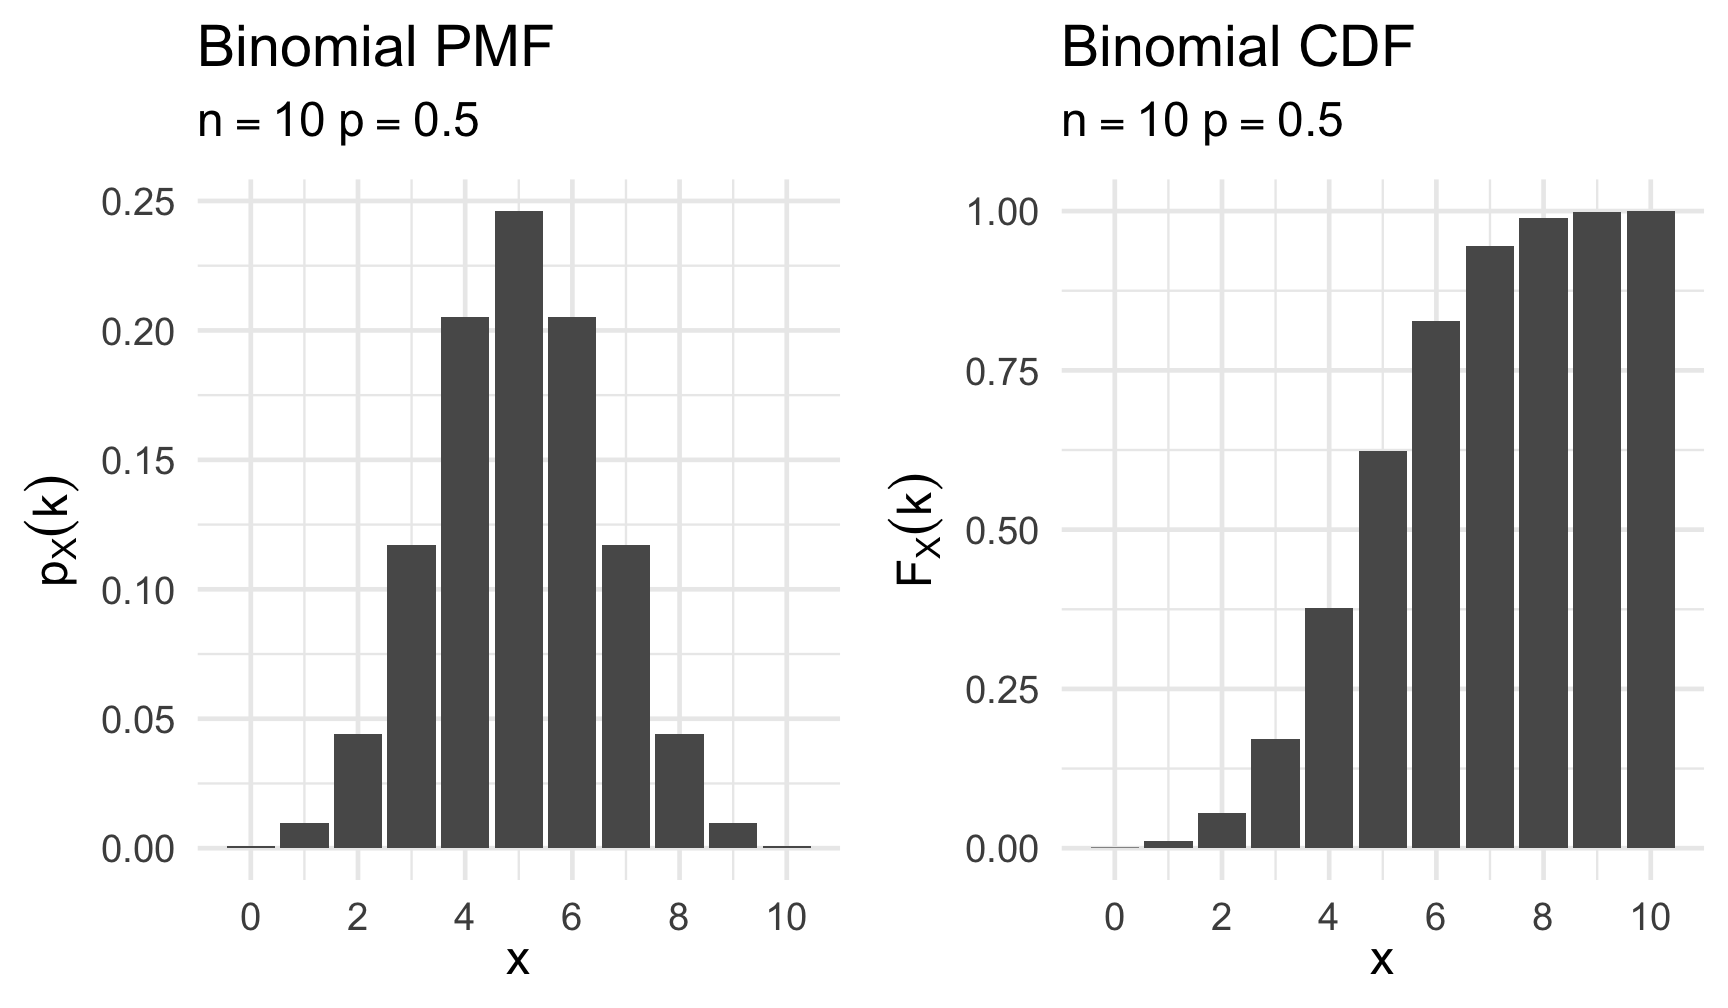 Binomial PMF
n = 10 p = 0.5
0.25
0.20
0.15
0.10
0.05
0.00
pX(k)
0 2 4 6 8 10
x
Binomial CDF
n = 10 p = 0.5
1.00
0.75
0.50
0.25
0.00
FX(k)
0 2 4 6 8 10
x